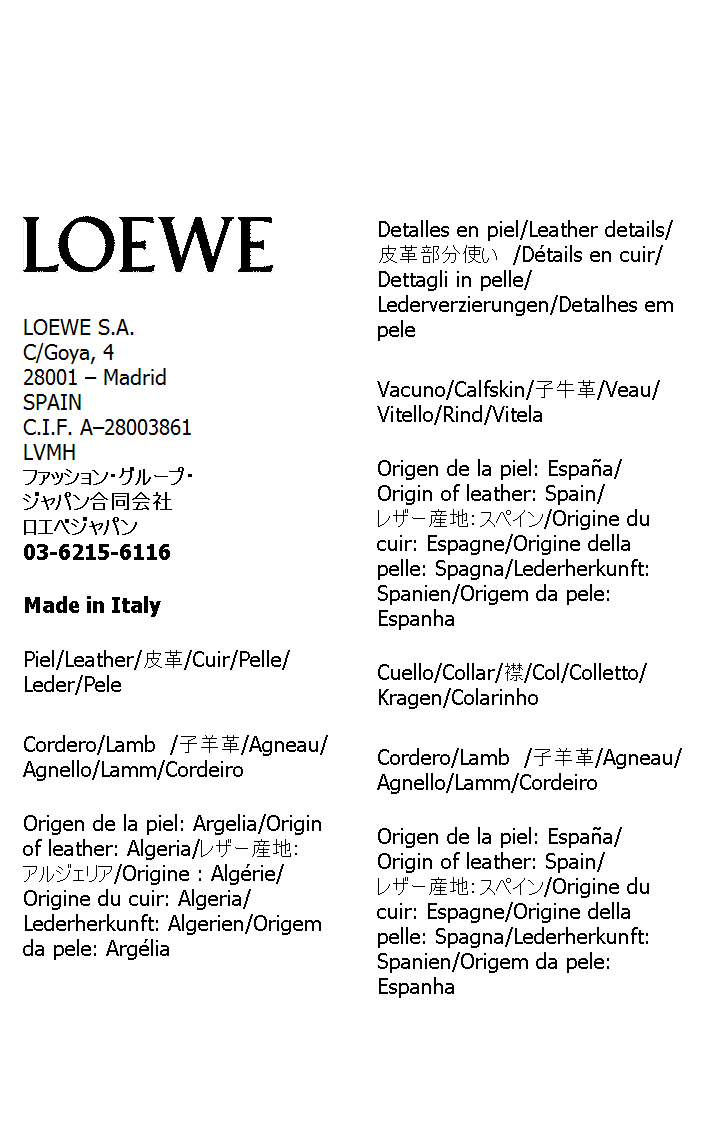 LOEWE
LOEWE S.A.
C/Goya, 4
28001 – Madrid
SPAIN
C.I.F. A–28003861
LVMH
ファッション・グループ・
ジャパン合同会社
ロエベジャパン
03-6215-6116
Made in Italy
Piel/Leather/皮革/Cuir/Pelle/
Leder/Pele
Cordero/Lamb /子羊革/Agneau/
Agnello/Lamm/Cordeiro
Origen de la piel: Argelia/Origin
of leather: Algeria/レザー産地:
アルジェリア/Origine : Algérie/
Origine du cuir: Algeria/
Lederherkunft: Algerien/Origem
da pele: Argélia
Detalles en piel/Leather details/
皮革部分使い /Détails en cuir/
Dettagli in pelle/
Lederverzierungen/Detalhes em
pele
Vacuno/Calfskin/子牛革/Veau/
Vitello/Rind/Vitela
Origen de la piel: España/
Origin of leather: Spain/
レザー産地:スペイン/Origine du
cuir: Espagne/Origine della
pelle: Spagna/Lederherkunft:
Spanien/Origem da pele:
Espanha
Cuello/Collar/襟/Col/Colletto/
Kragen/Colarinho
Cordero/Lamb /子羊革/Agneau/
Agnello/Lamm/Cordeiro
Origen de la piel: España/
Origin of leather: Spain/
レザー産地:スペイン/Origine du
cuir: Espagne/Origine della
pelle: Spagna/Lederherkunft:
Spanien/Origem da pele:
Espanha